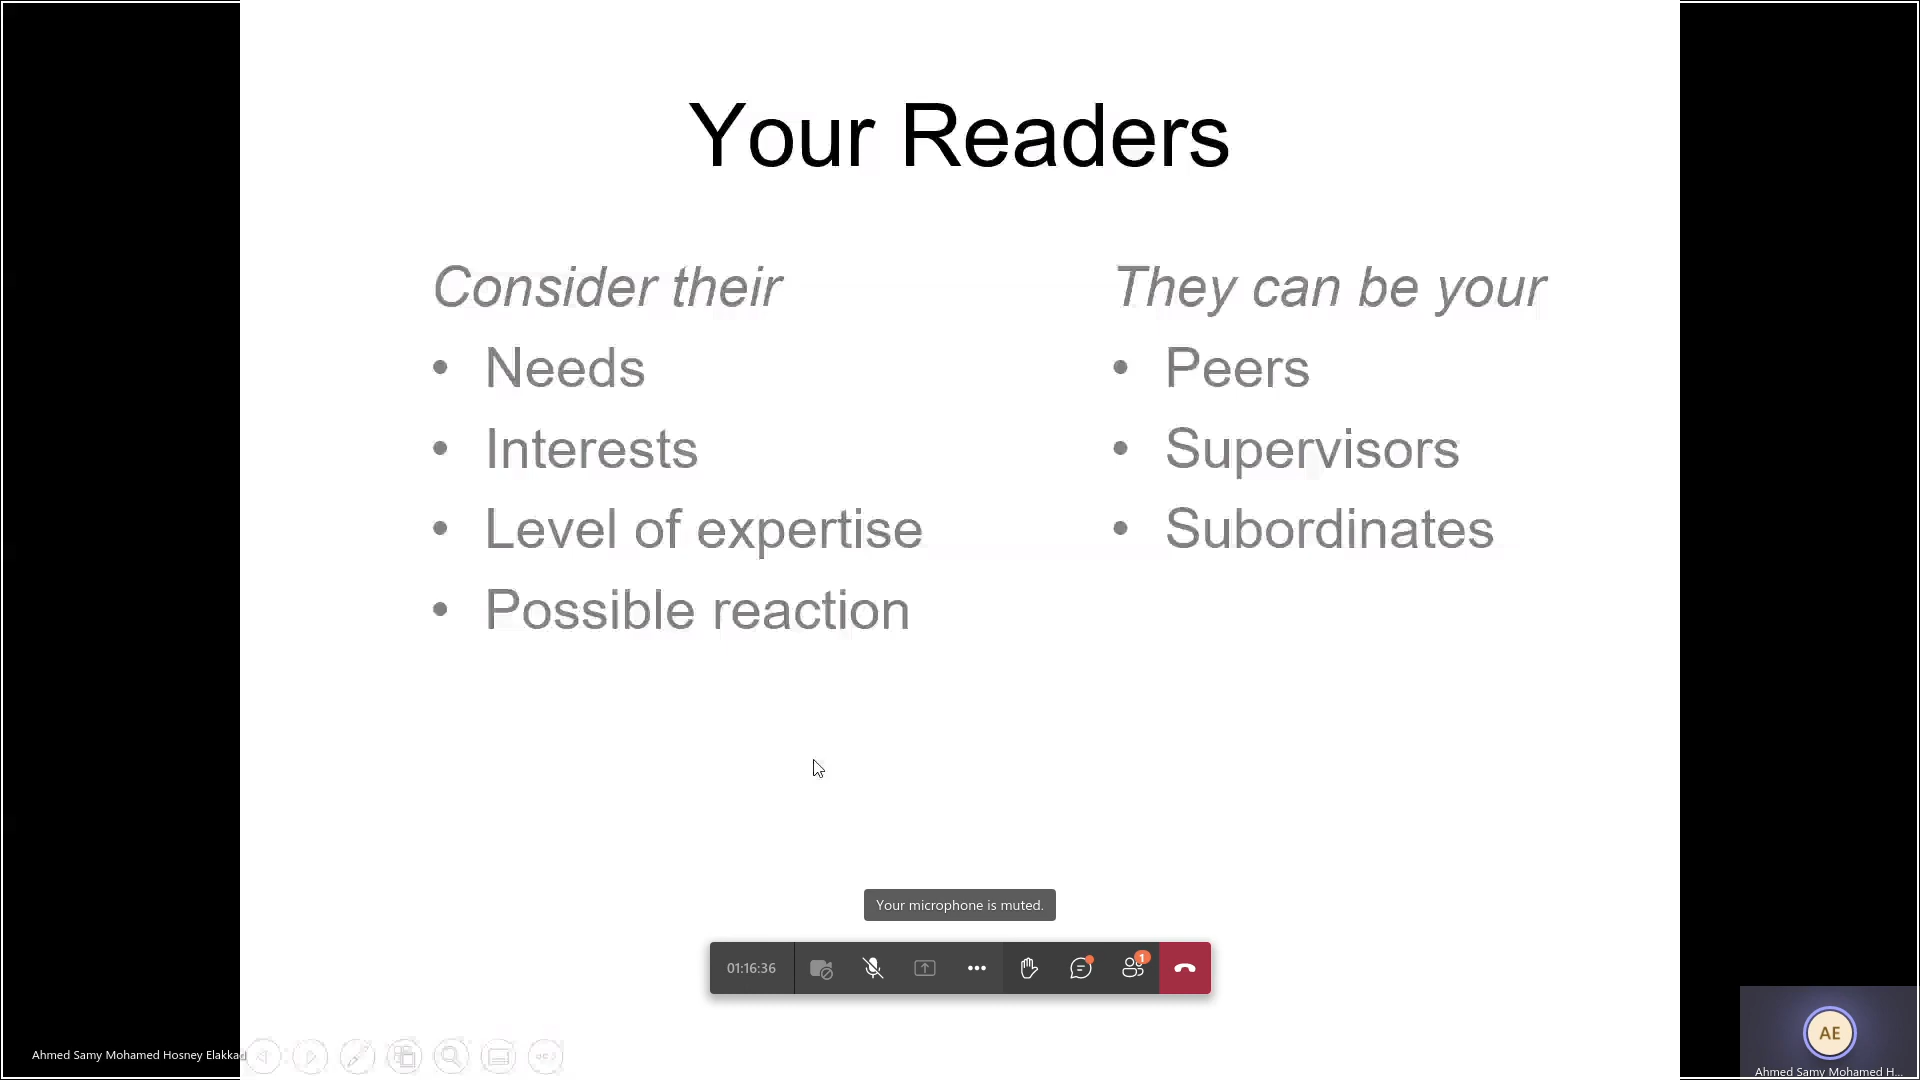 Your Readers
Consider their
• Needs
• Interests
• Level of expertise
• Possible reaction
They can be your
• Peers
• Supervisors
• Subordinates
Your microphone is muted.
01:16:36
1
Ahmed Samy Mohamed Hosney Elakkad
AE
Ahmed Samy Mohamed H...